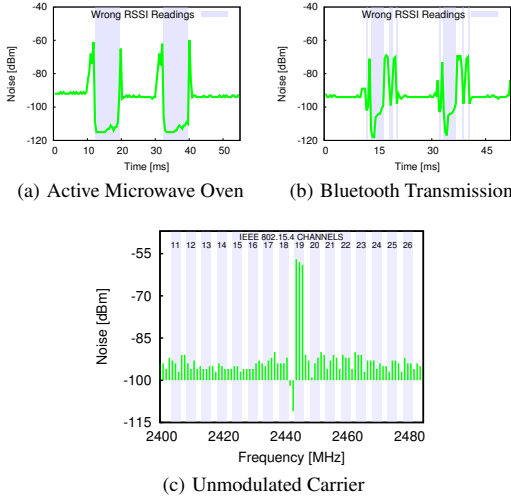 Wrong RSSI Readings
Noise [dBm]
-40
-60
-80
-100
-120
0 10 20 30 40 50
Time [ms]
(a) Active Microwave Oven
Wrong RSSI Readings
Noise [dBm]
-40
-60
-80
-100
-120
0 15 30 45
Time [ms]
(b) Bluetooth Transmission
IEEE 802.15.4 CHANNELS
11 12 13 14 15 16 17 18 19 20 21 22 23 24 25 26
Noise [dBm]
-55
-70
-85
-100
-115
2400 2420 2440 2460 2480
Frequency [MHz]
(c) Unmodulated Carrier